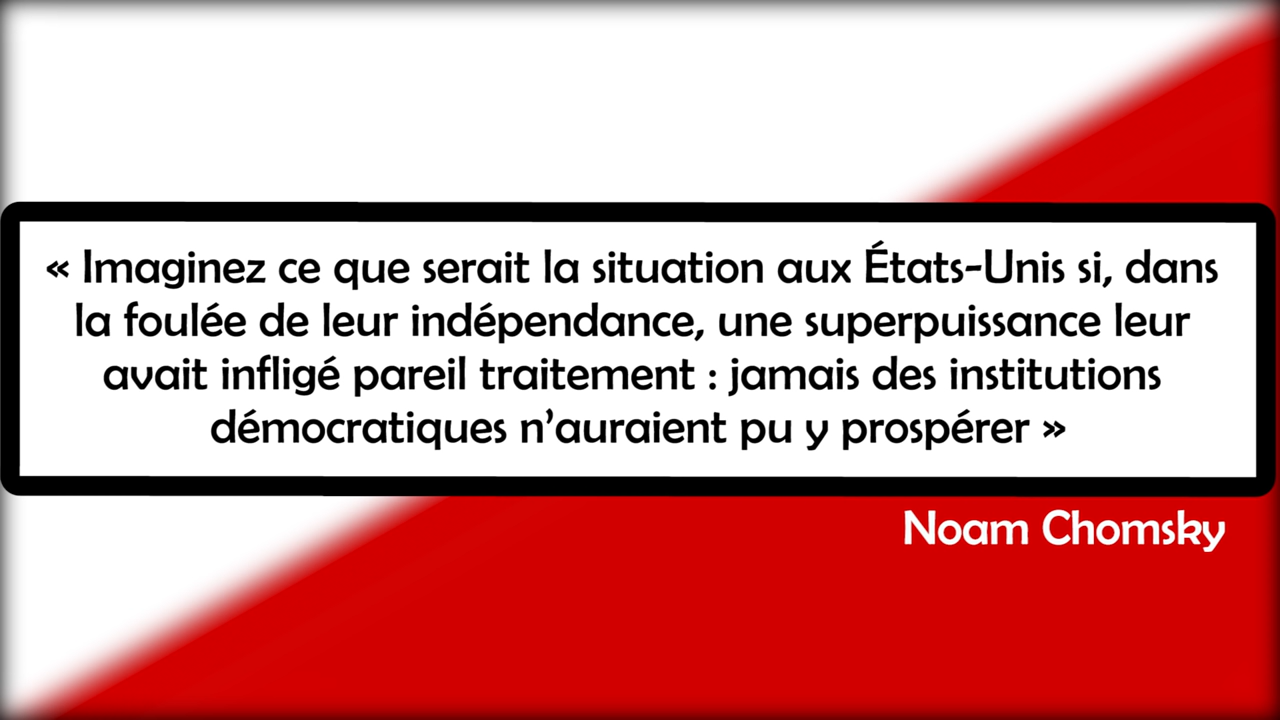 « Imaginez ce que serait la situation aux États-Unis si, dans
la foulée de leur indépendance, une superpuissance leur
avait infligé pareil traitement : jamais des institutions
démocratiques n’auraient pu y prospérer »
Noam Chomsky